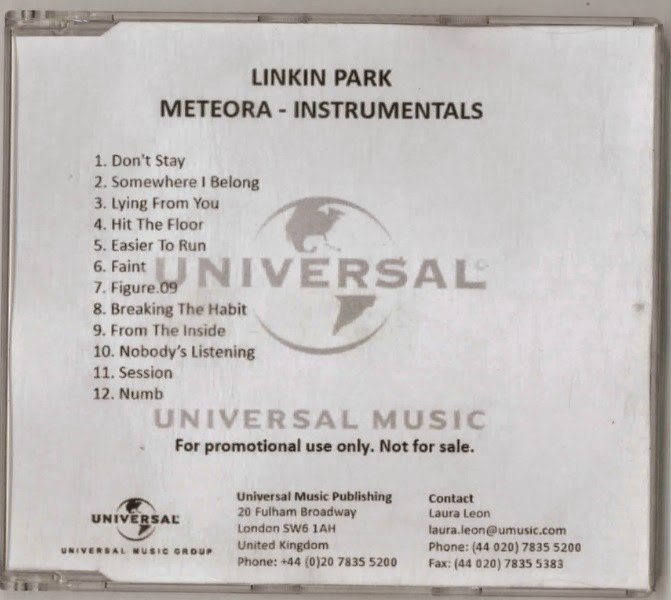 LINKIN PARK
METEORA - INSTRUMENTALS
1. Don't Stay
2. Somewhere I Belong
3. Lying From You
4. Hit The Floor
5. Easier To Run
6. Faint
7. Figure.09
8. Breaking The Habit
9. From The Inside
10. Nobody's Listening
11. Session
12. Numb
UNIVERSAL
UNIVERSAL MUSIC
For promotional use only. Not for sale.
UNIVERSAL
UNIVERSAL MUSIC GROUP
Universal Music Publishing
20 Fulham Broadway
London SW6 1AH
United Kingdom
Phone: +44 (0)20 7835 5200
Contact
Laura Leon
laura.leon@umusic.com
Phone: (44 020) 7835 5200
Fax: (44 020) 7835 5383